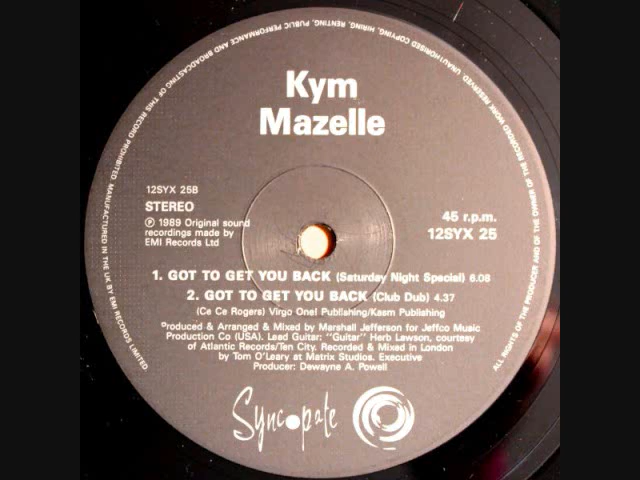 UNAUTHORISED COPYING, HIRING, RENTING, PUBLIC PERFORMANCE AND BROADCASTING OF THIS RECORD PROHIBITED. MANUFACTURED IN THE UK BY EMI RECORDS LIMITED.
ALL RIGHTS OF THE PRODUCER AND OF THE OWNER OF THE RECORDED WORK RESERVED.
Kym
Mazelle
12SYX 25B
STEREO
℗ 1989 Original sound
recordings made by
EMI Records Ltd
45 r.p.m.
12SYX 25
1. GOT TO GET YOU BACK (Saturday Night Special) 6.08
2. GOT TO GET YOU BACK (Club Dub) 4.37
(Ce Ce Rogers) Virgo One! Publishing/Kasm Publishing
Produced & Arranged & Mixed by Marshall Jefferson for Jeffco Music
Production Co (USA). Lead Guitar: "Guitar" Herb Lawson, courtesy
of Atlantic Records/Ten City. Recorded & Mixed in London
by Tom O'Leary at Matrix Studios. Executive
Producer: Dewayne A. Powell
Syncopate